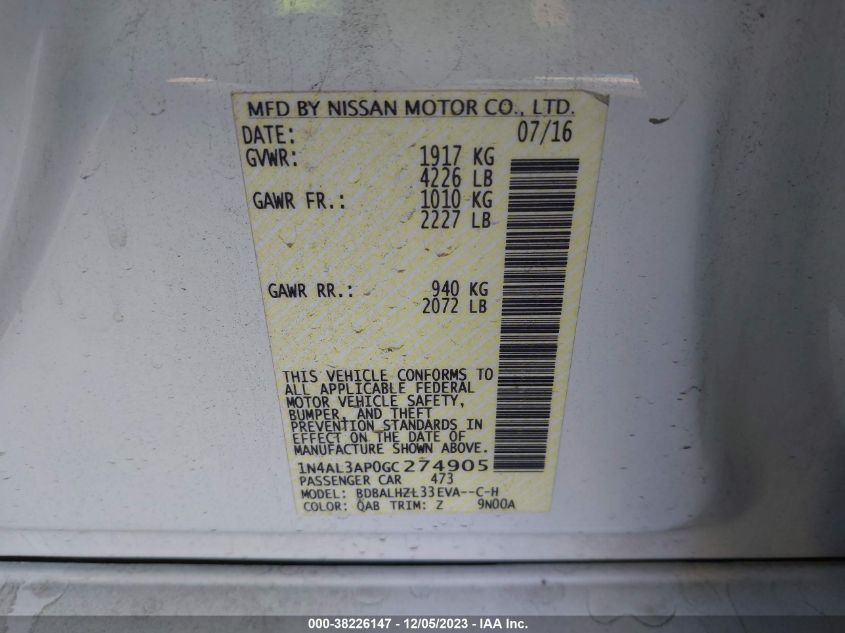 MFD BY NISSAN MOTOR CO., LTD.
DATE: 07/16
GVWR: 1917 KG
4226 LB
GAWR FR.: 1010 KG
2227 LB
GAWR RR.: 940 KG
2072 LB
THIS VEHICLE CONFORMS TO
ALL APPLICABLE FEDERAL
MOTOR VEHICLE SAFETY,
BUMPER, AND THEFT
PREVENTION STANDARDS IN
EFFECT ON THE DATE OF
MANUFACTURE SHOWN ABOVE.
1N4AL3AP0GC274905
PASSENGER CAR 473
MODEL: BDBALHZL33EVA--C-H
COLOR: QAB TRIM: Z 9N00A
000-38226147 - 12/05/2023 - IAA Inc.